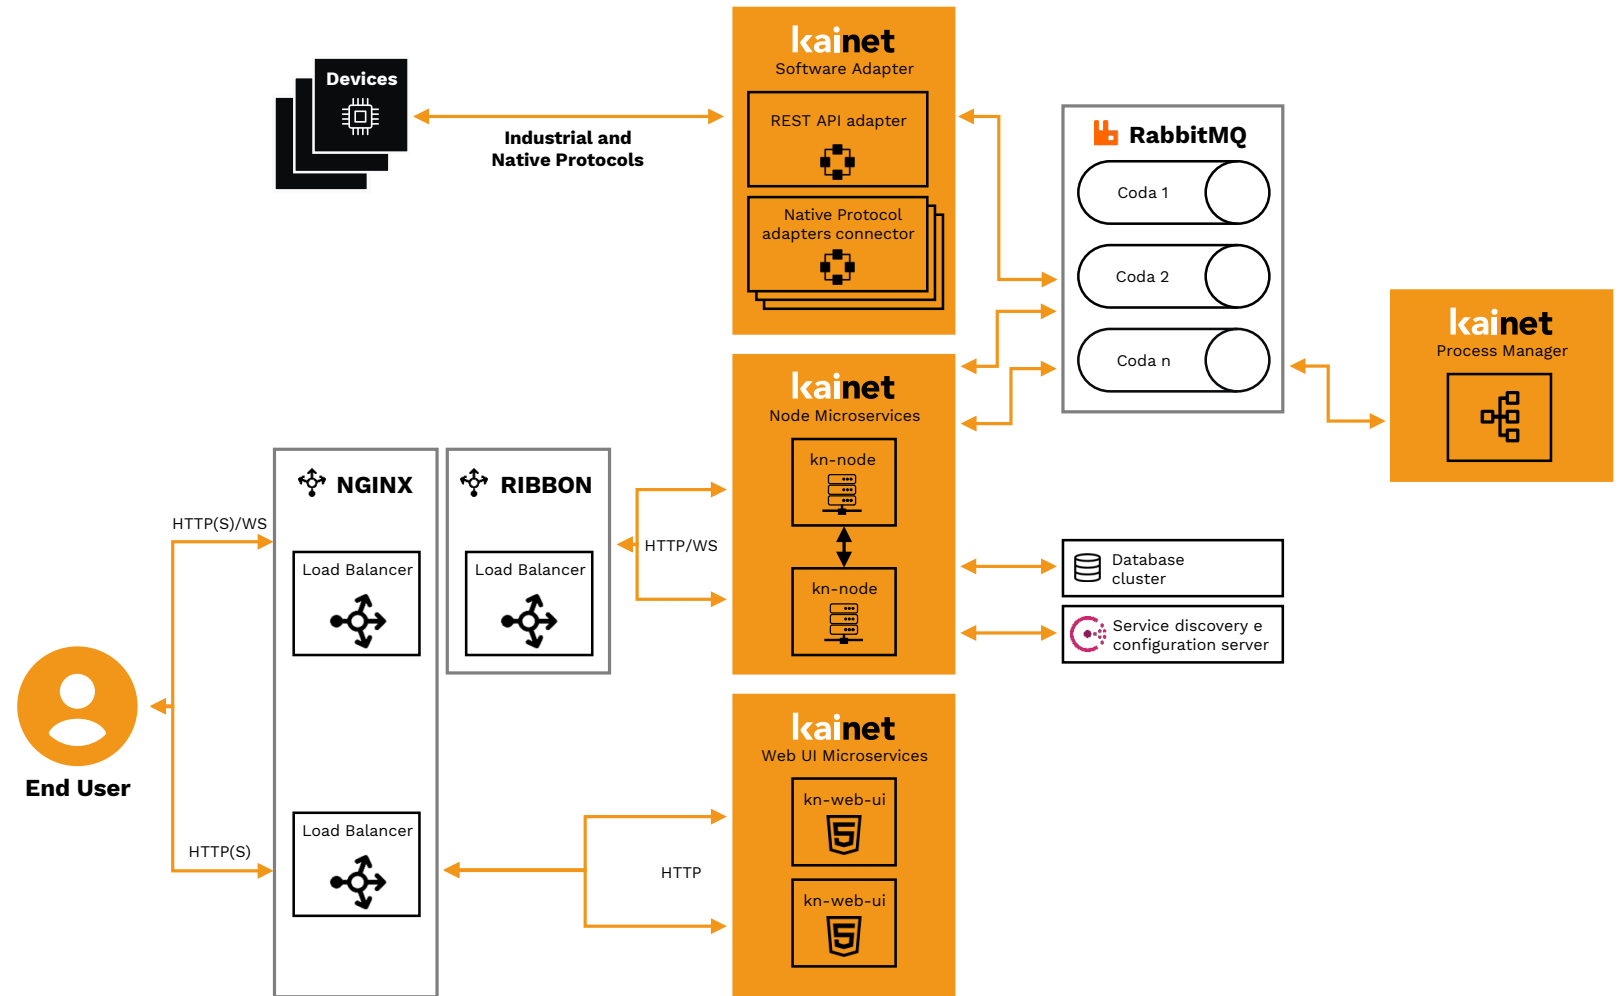 Devices
Industrial and
Native Protocols
kainet
Software Adapter
REST API adapter
Native Protocol
adapters connector
RabbitMQ
Coda 1
Coda 2
Coda n
kainet
Process Manager
kainet
Node Microservices
kn-node
kn-node
NGINX
Load Balancer
Load Balancer
RIBBON
Load Balancer
HTTP(S)/WS
HTTP/WS
Database
cluster
Service discovery e
configuration server
End User
HTTP(S)
HTTP
kainet
Web UI Microservices
kn-web-ui
5
kn-web-ui
5